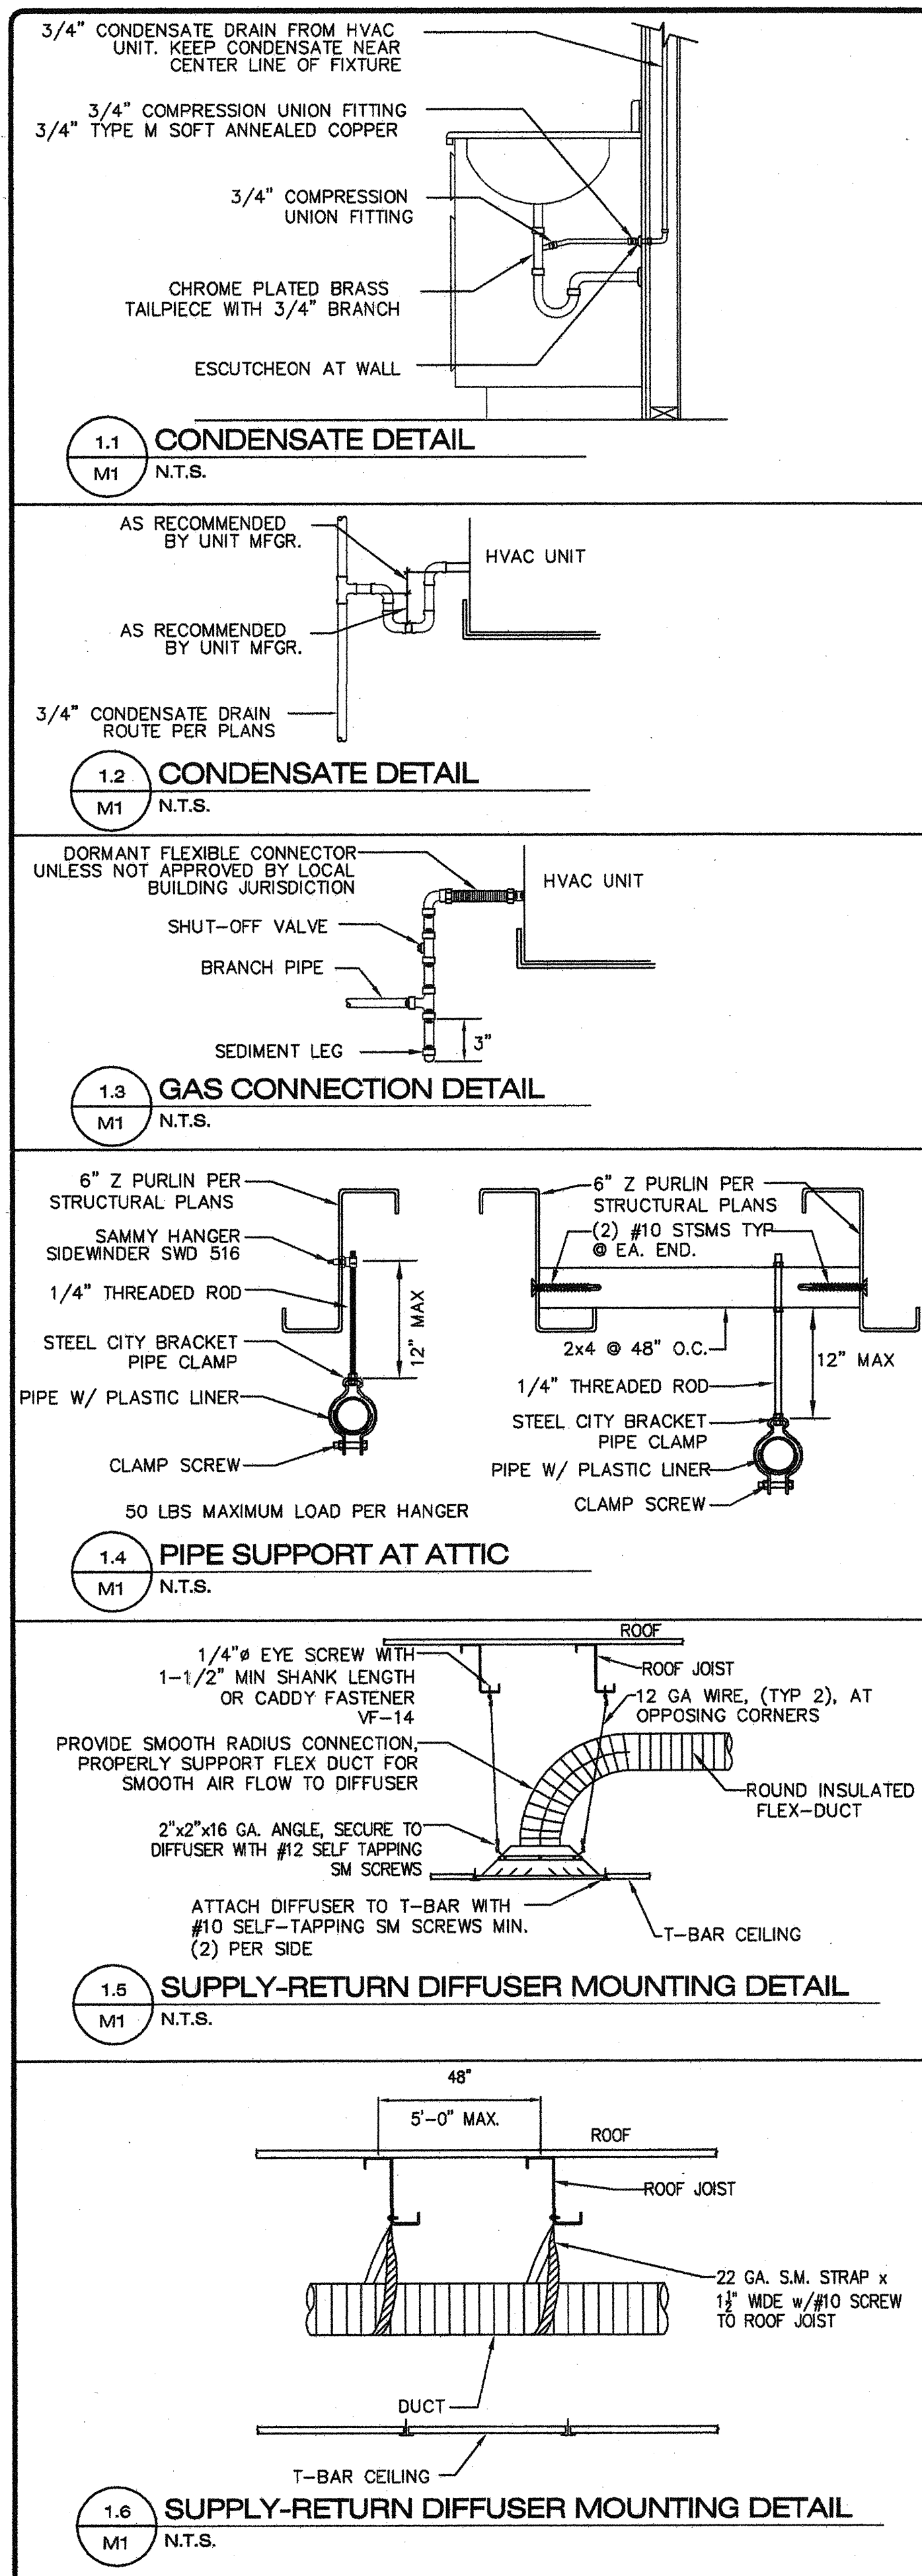 3/4" CONDENSATE DRAIN FROM HVAC
UNIT. KEEP CONDENSATE NEAR
CENTER LINE OF FIXTURE
3/4" COMPRESSION UNION FITTING
3/4" TYPE M SOFT ANNEALED COPPER
3/4" COMPRESSION
UNION FITTING
CHROME PLATED BRASS
TAILPIECE WITH 3/4" BRANCH
ESCUTCHEON AT WALL
1.1
M1
CONDENSATE DETAIL
N.T.S.
AS RECOMMENDED
BY UNIT MFGR.
HVAC UNIT
AS RECOMMENDED
BY UNIT MFGR.
3/4" CONDENSATE DRAIN
ROUTE PER PLANS
1.2
M1
CONDENSATE DETAIL
N.T.S.
DORMANT FLEXIBLE CONNECTOR
UNLESS NOT APPROVED BY LOCAL
BUILDING JURISDICTION
HVAC UNIT
SHUT-OFF VALVE
BRANCH PIPE
3"
SEDIMENT LEG
1.3
M1
GAS CONNECTION DETAIL
N.T.S.
6" Z PURLIN PER
STRUCTURAL PLANS
SAMMY HANGER
SIDEWINDER SWD 516
1/4" THREADED ROD
12" MAX
STEEL CITY BRACKET
PIPE CLAMP
PIPE W/ PLASTIC LINER
CLAMP SCREW
50 LBS MAXIMUM LOAD PER HANGER
6" Z PURLIN PER
STRUCTURAL PLANS
(2) #10 STSMS TYP
@ EA. END.
2x4 @ 48" O.C.
12" MAX
1/4" THREADED ROD
STEEL CITY BRACKET
PIPE CLAMP
PIPE W/ PLASTIC LINER
CLAMP SCREW
1.4
M1
PIPE SUPPORT AT ATTIC
N.T.S.
ROOF
1/4"ø EYE SCREW WITH
1-1/2" MIN SHANK LENGTH
OR CADDY FASTENER
VF-14
ROOF JOIST
12 GA WIRE, (TYP 2), AT
OPPOSING CORNERS
PROVIDE SMOOTH RADIUS CONNECTION,
PROPERLY SUPPORT FLEX DUCT FOR
SMOOTH AIR FLOW TO DIFFUSER
ROUND INSULATED
FLEX-DUCT
2"x2"x16 GA. ANGLE, SECURE TO
DIFFUSER WITH #12 SELF TAPPING
SM SCREWS
ATTACH DIFFUSER TO T-BAR WITH
#10 SELF-TAPPING SM SCREWS MIN.
(2) PER SIDE
T-BAR CEILING
1.5
M1
SUPPLY-RETURN DIFFUSER MOUNTING DETAIL
N.T.S.
48"
5'-0" MAX.
ROOF
ROOF JOIST
22 GA. S.M. STRAP x
1½" WIDE w/#10 SCREW
TO ROOF JOIST
DUCT
T-BAR CEILING
1.6
M1
SUPPLY-RETURN DIFFUSER MOUNTING DETAIL
N.T.S.